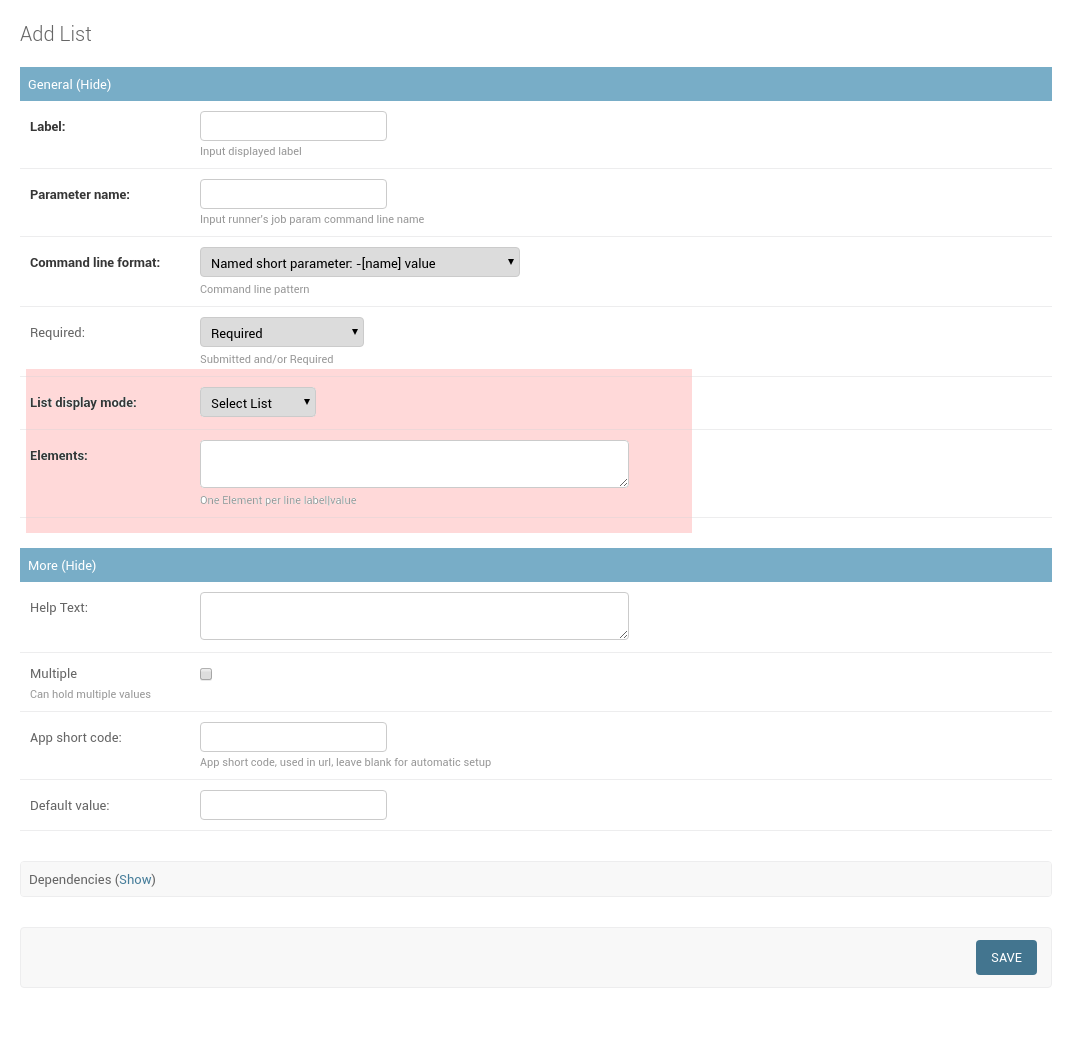 Add List
General (Hide)
Label:
Input displayed label
Parameter name:
Input runner's job param command line name
Command line format: Named short parameter: -[name] value
Command line pattern
Required: Required
Submitted and/or Required
List display mode: Select List
Elements:
One Element per line label|value
More (Hide)
Help Text:
Multiple
Can hold multiple values
App short code:
App short code, used in url, leave blank for automatic setup
Default value:
Dependencies (Show)
SAVE